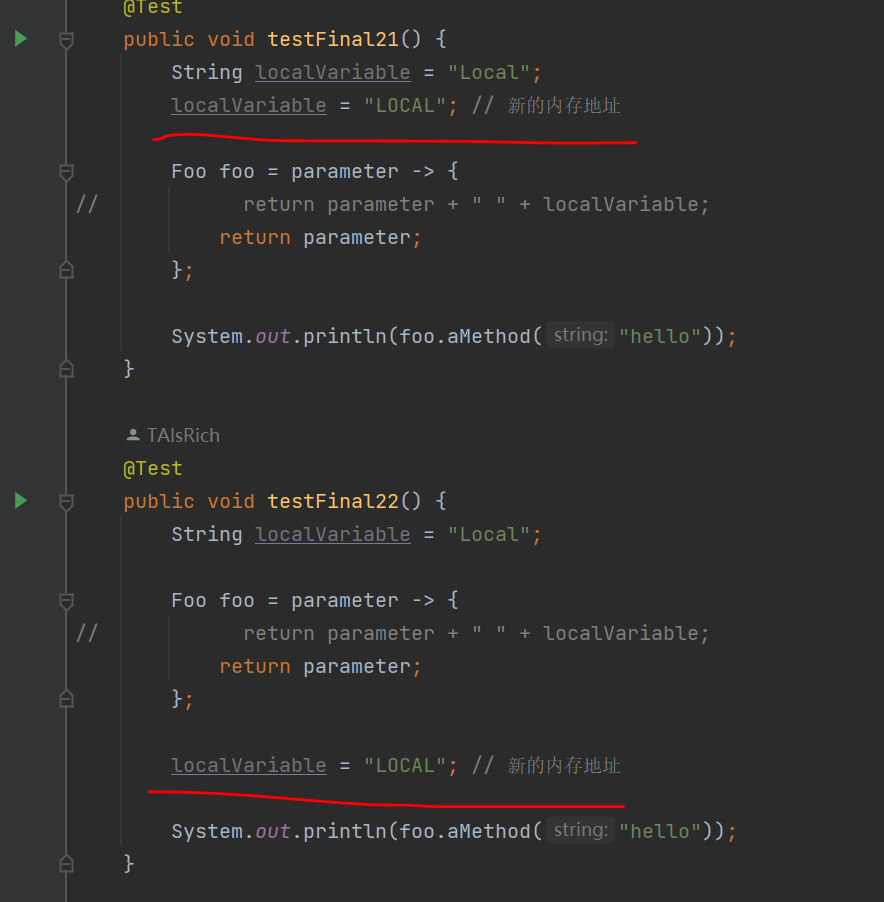 @Test
public void testFinal21() {
String localVariable = "Local";
localVariable = "LOCAL"; // 新的内存地址
Foo foo = parameter -> {
// return parameter + " " + localVariable;
return parameter;
};
System.out.println(foo.aMethod( string: "hello"));
}
TAIsRich
@Test
public void testFinal22() {
String localVariable = "Local";
Foo foo = parameter -> {
// return parameter + " " + localVariable;
return parameter;
};
localVariable = "LOCAL"; // 新的内存地址
System.out.println(foo.aMethod( string: "hello"));
}